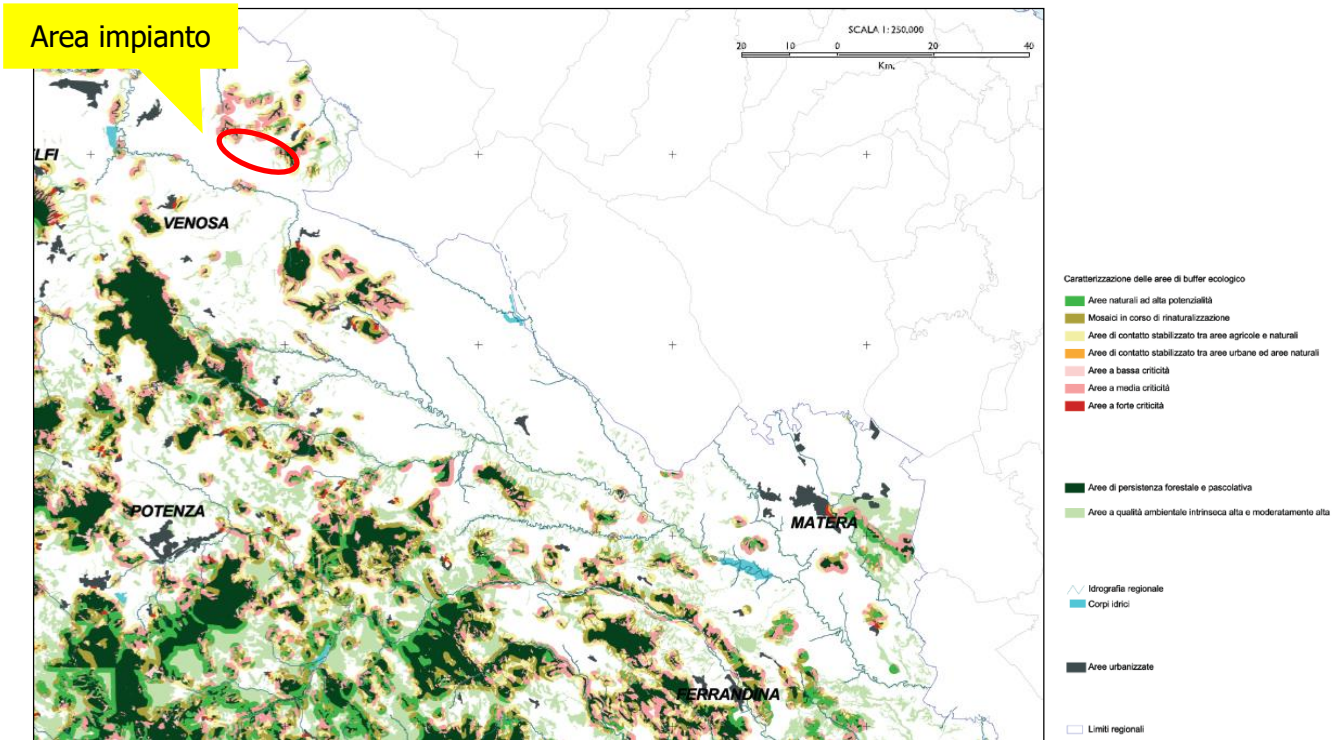 Area impianto
SCALA 1: 250.000
20 10 0 20 40
Km.
ELFI
VENOSA
POTENZA
MATERA
FERRANDINA
Caratterizzazione delle aree di buffer ecologico
Aree naturali ad alta potenzialità
Mosaici in corso di rinaturalizzazione
Aree di contatto stabilizzato tra aree agricole e naturali
Aree di contatto stabilizzato tra aree urbane ed aree naturali
Aree a bassa criticità
Aree a media criticità
Aree a forte criticità
Aree di persistenza forestale e pascolativa
Aree a qualità ambientale intrinseca alta e moderatamente alta
Idrografia regionale
Corpi idrici
Aree urbanizzate
Limiti regionali